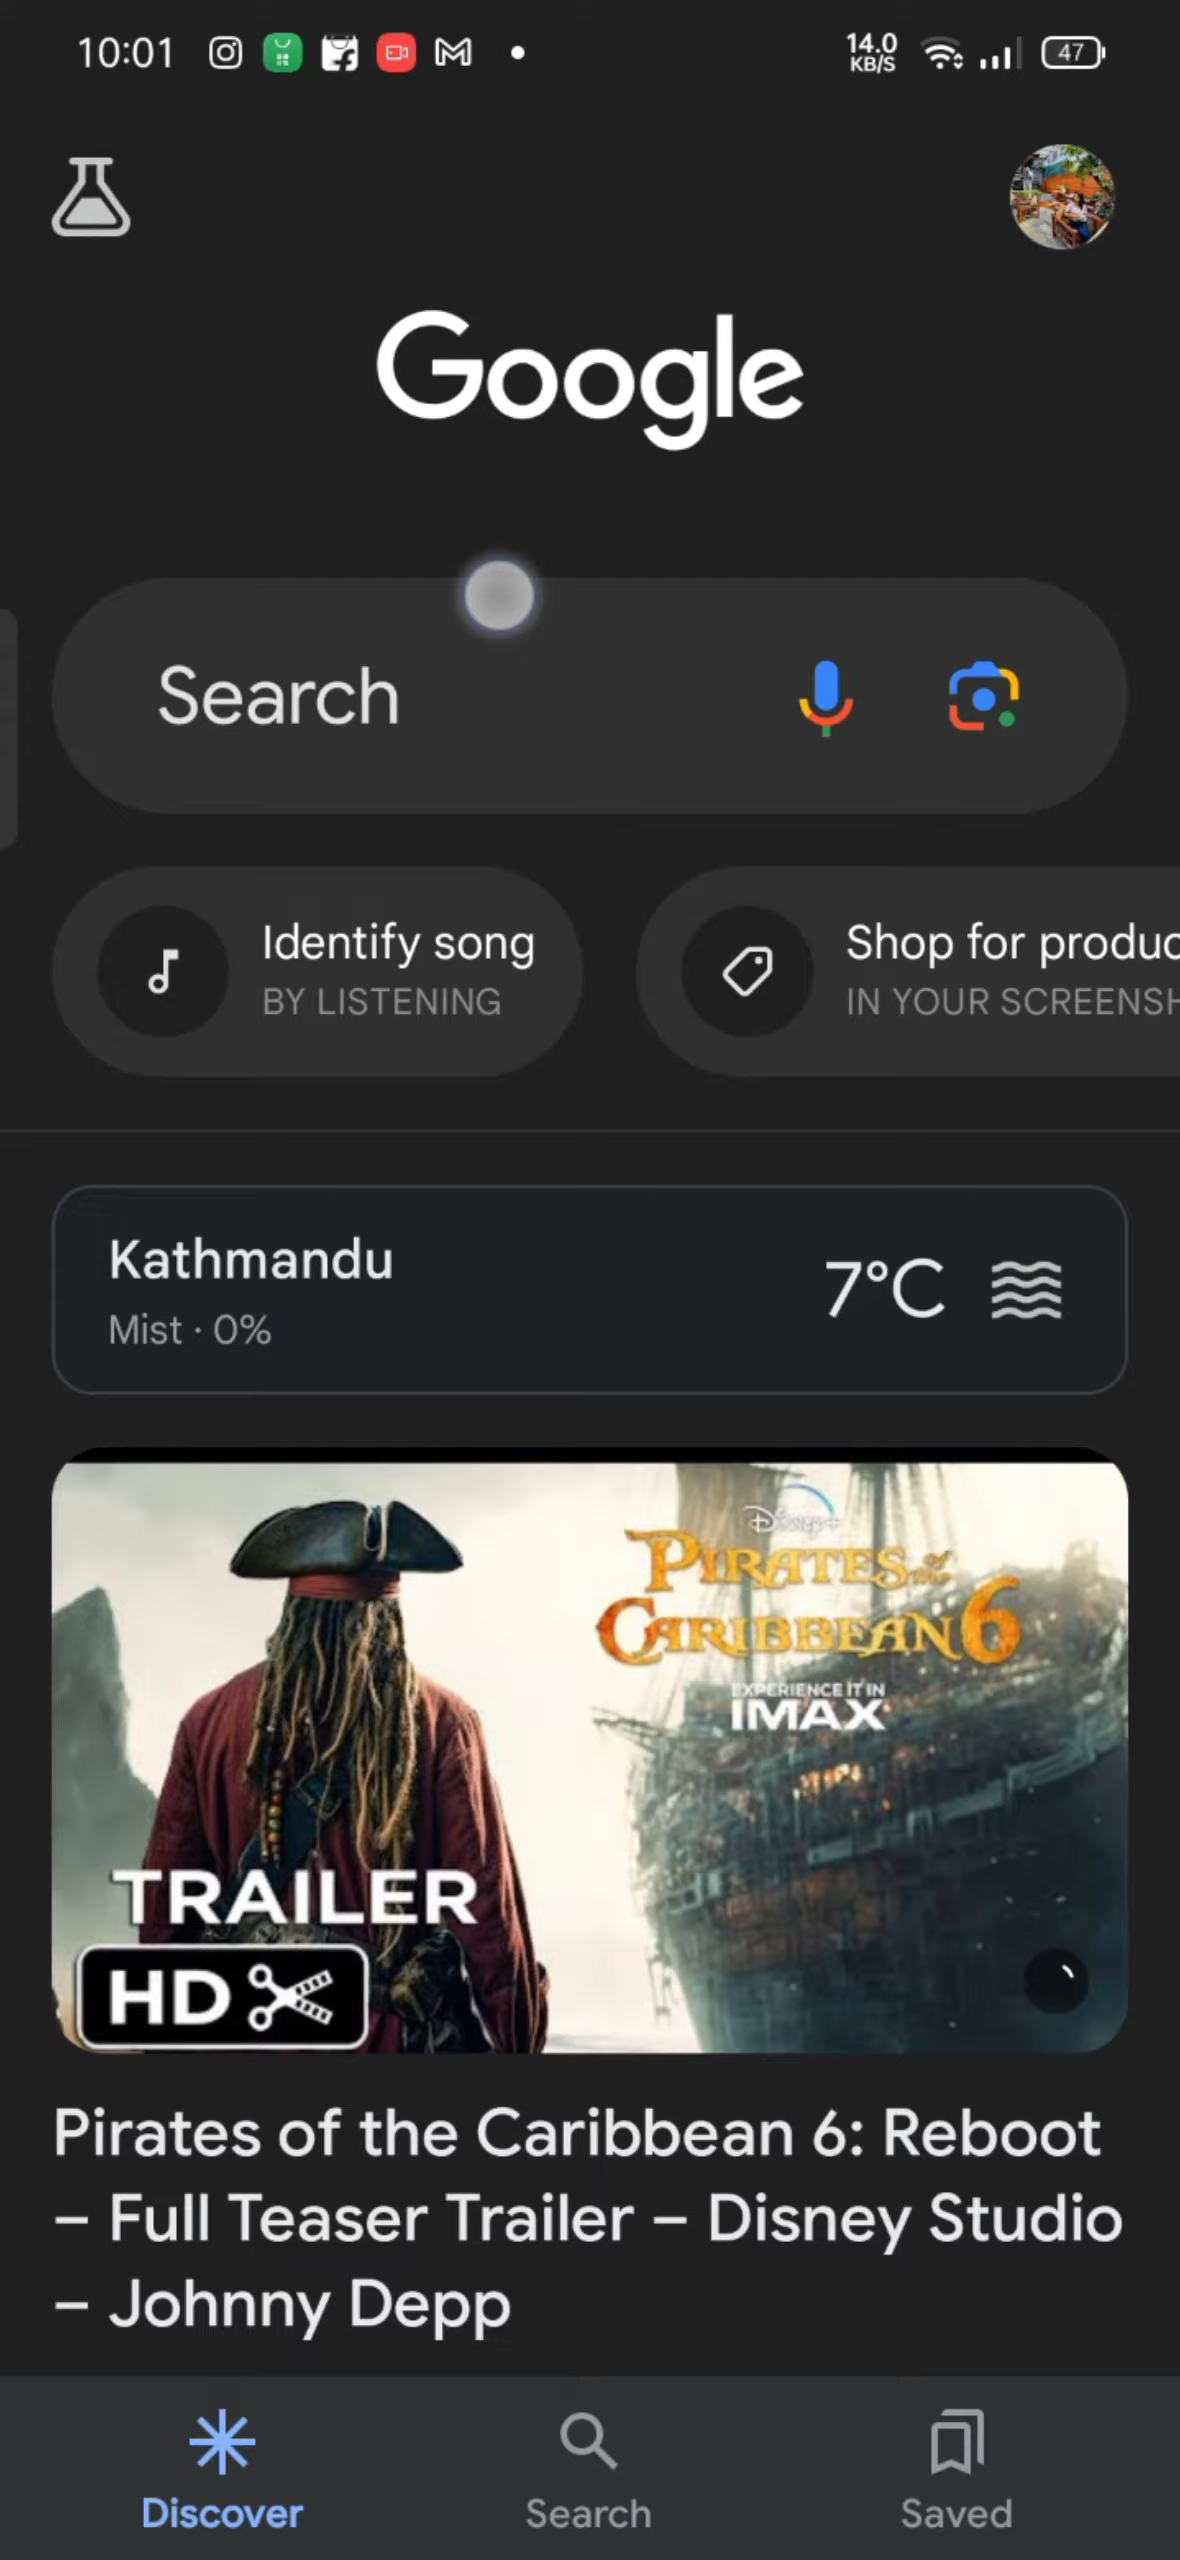 10:01
14.0
KB/S
47
Google
Search
Identify song
BY LISTENING
Shop for produc
IN YOUR SCREENSH
Kathmandu
Mist · 0%
7°C
Disney+
PIRATES of the
CARIBBEAN 6
EXPERIENCE IT IN
IMAX
TRAILER
HD
Pirates of the Caribbean 6: Reboot
– Full Teaser Trailer – Disney Studio
– Johnny Depp
Discover
Search
Saved